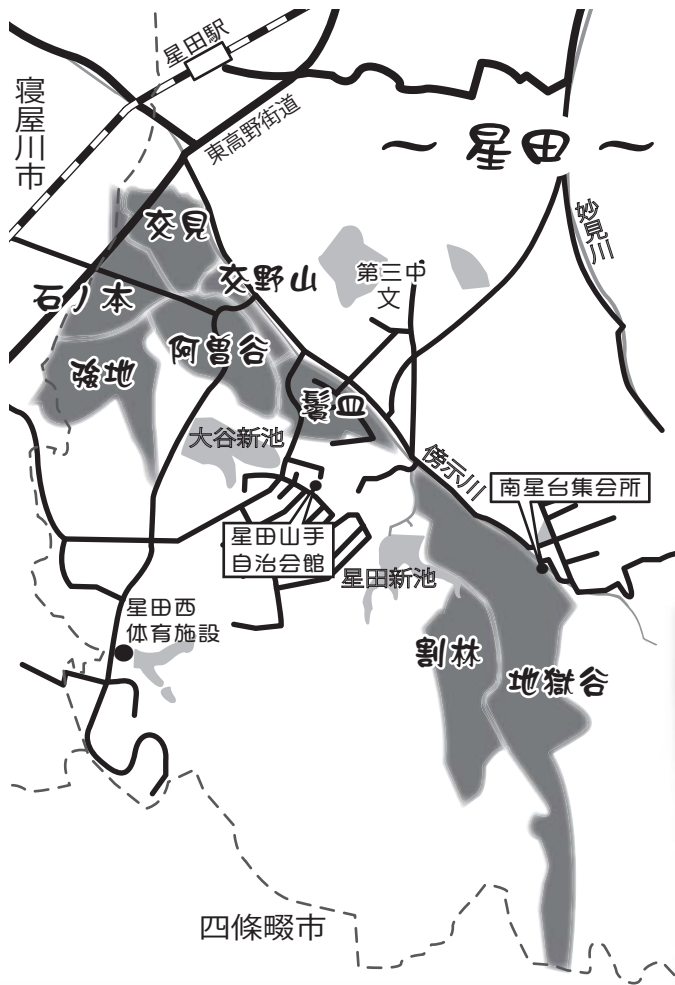 星田駅
寝屋川市
東高野街道
〜 星田 〜
妙見川
交見
交野山
第三中
文
石ノ本
阿曽谷
強地
鬢皿
大谷新池
傍示川
南星台集会所
星田山手
自治会館
星田新池
星田西
体育施設
割林
地獄谷
四條畷市